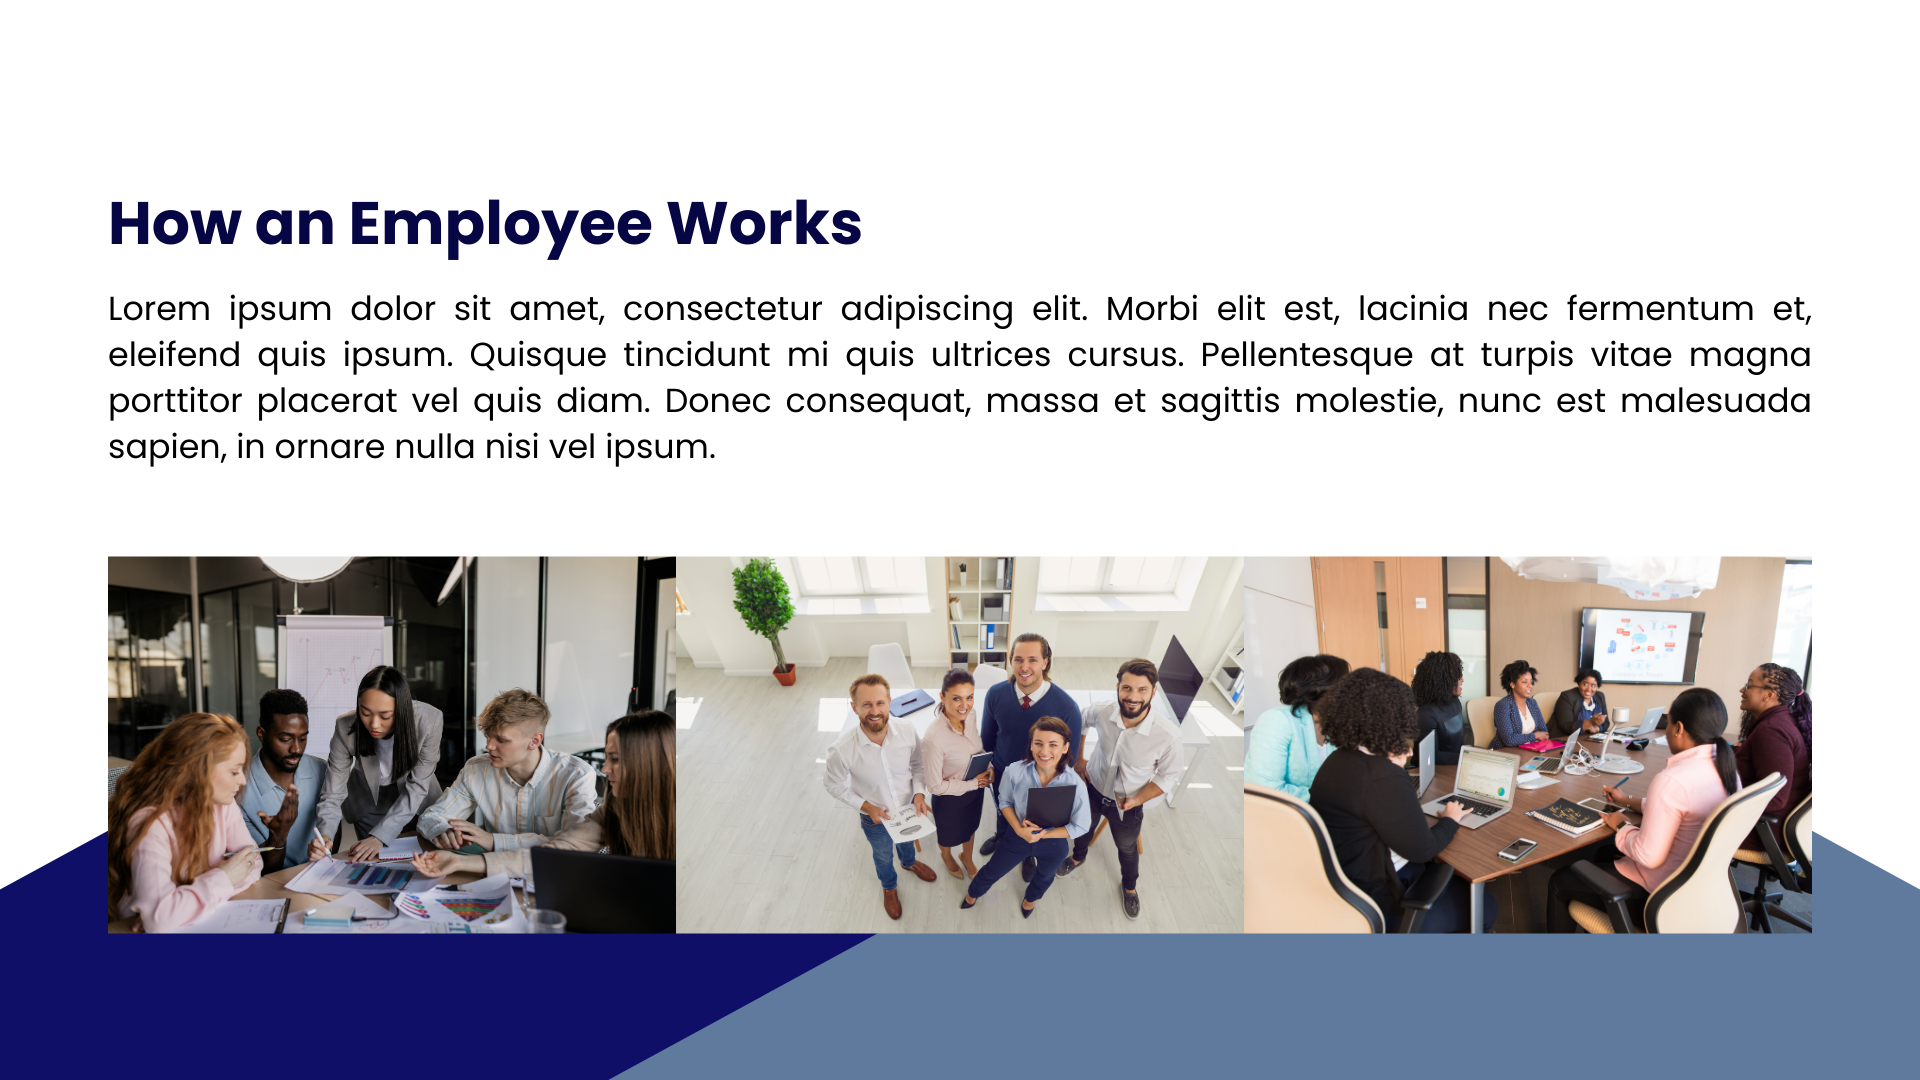 How an Employee Works
Lorem ipsum dolor sit amet, consectetur adipiscing elit. Morbi elit est, lacinia nec fermentum et,
eleifend quis ipsum. Quisque tincidunt mi quis ultrices cursus. Pellentesque at turpis vitae magna
porttitor placerat vel quis diam. Donec consequat, massa et sagittis molestie, nunc est malesuada
sapien, in ornare nulla nisi vel ipsum.